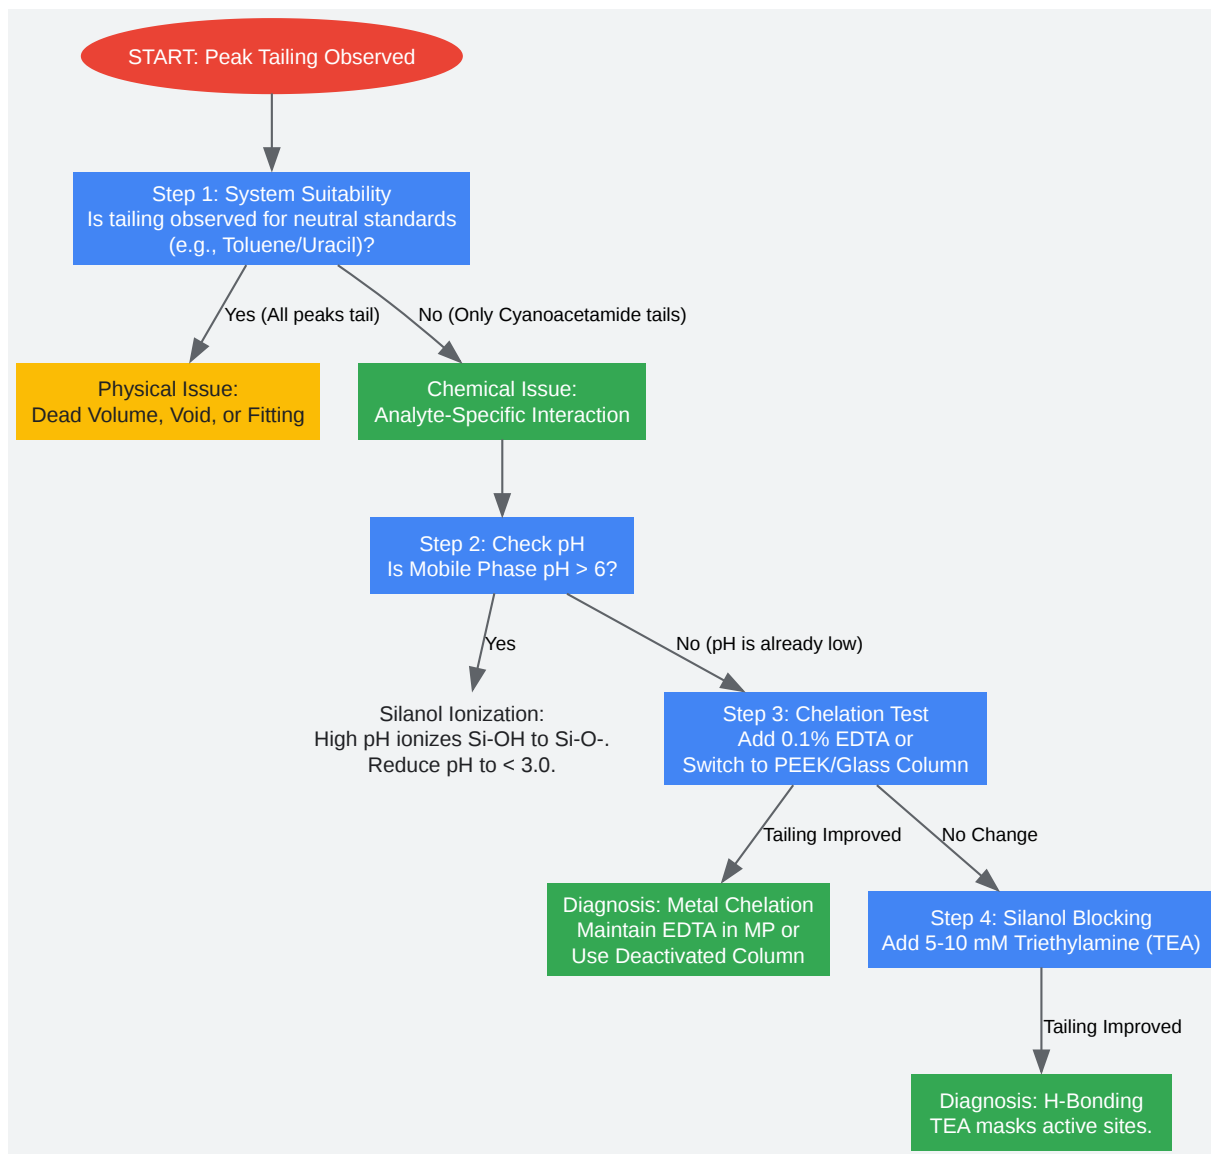 START: Peak Tailing Observed
Step 1: System Suitability
Is tailing observed for neutral standards
(e.g., Toluene/Uracil)?
Yes (All peaks tail)
No (Only Cyanoacetamide tails)
Physical Issue:
Dead Volume, Void, or Fitting
Chemical Issue:
Analyte-Specific Interaction
Step 2: Check pH
Is Mobile Phase pH > 6?
Yes
No (pH is already low)
Silanol Ionization:
High pH ionizes Si-OH to Si-O-.
Reduce pH to < 3.0.
Step 3: Chelation Test
Add 0.1% EDTA or
Switch to PEEK/Glass Column
Tailing Improved
No Change
Diagnosis: Metal Chelation
Maintain EDTA in MP or
Use Deactivated Column
Step 4: Silanol Blocking
Add 5-10 mM Triethylamine (TEA)
Tailing Improved
Diagnosis: H-Bonding
TEA masks active sites.